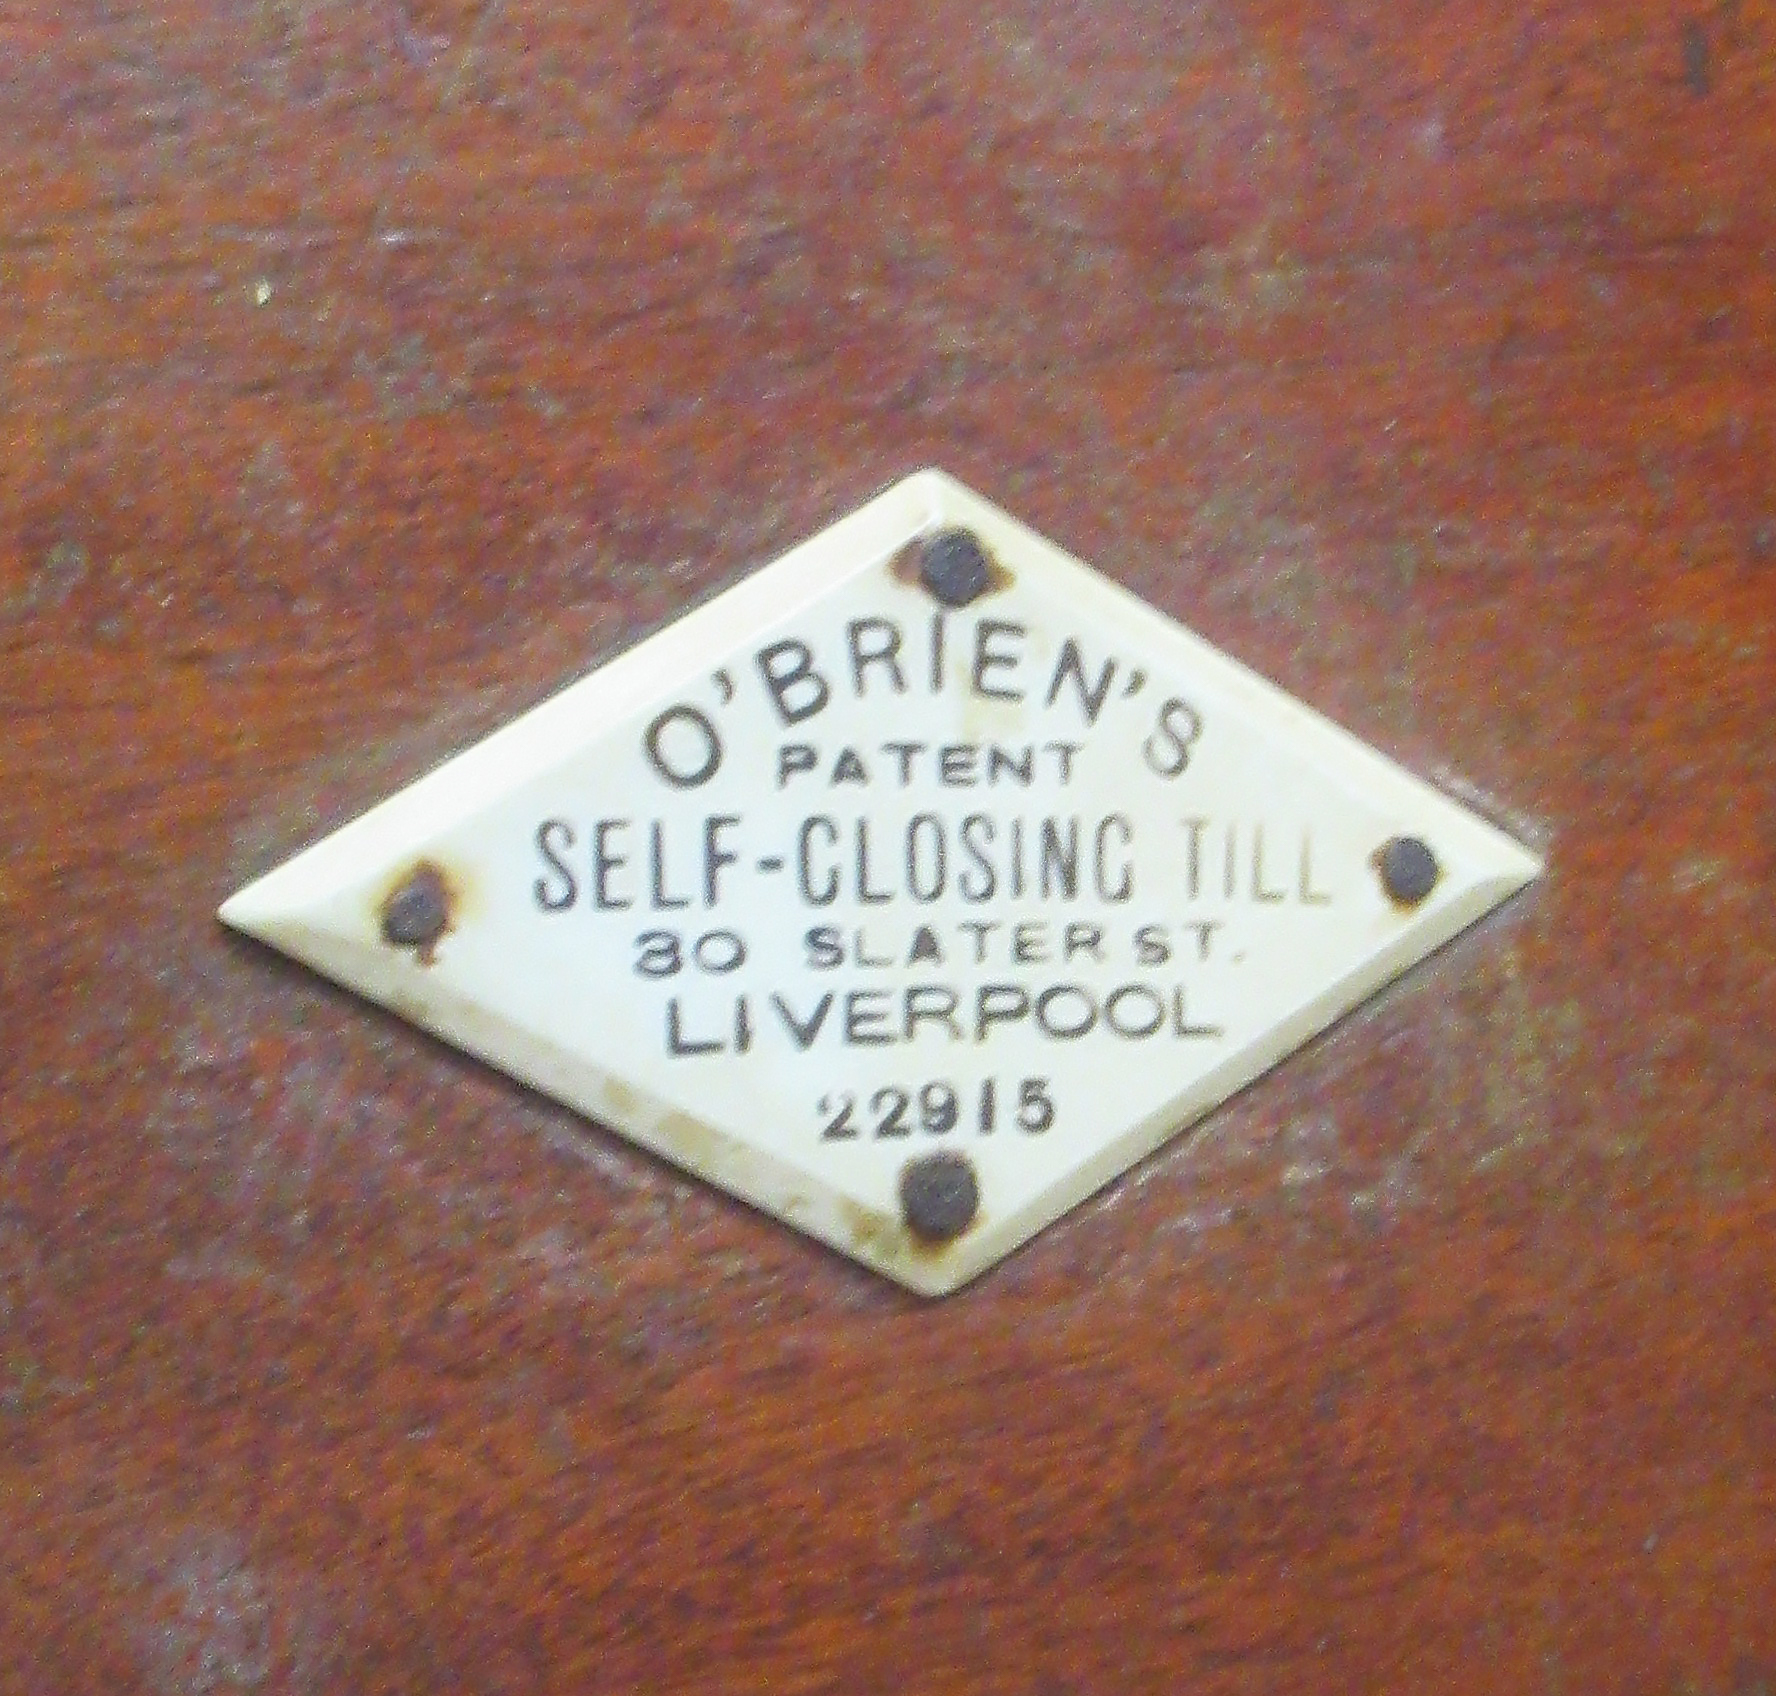 O'BRIEN'S
PATENT
SELF-CLOSING TILL
30 SLATER ST.
LIVERPOOL
22915